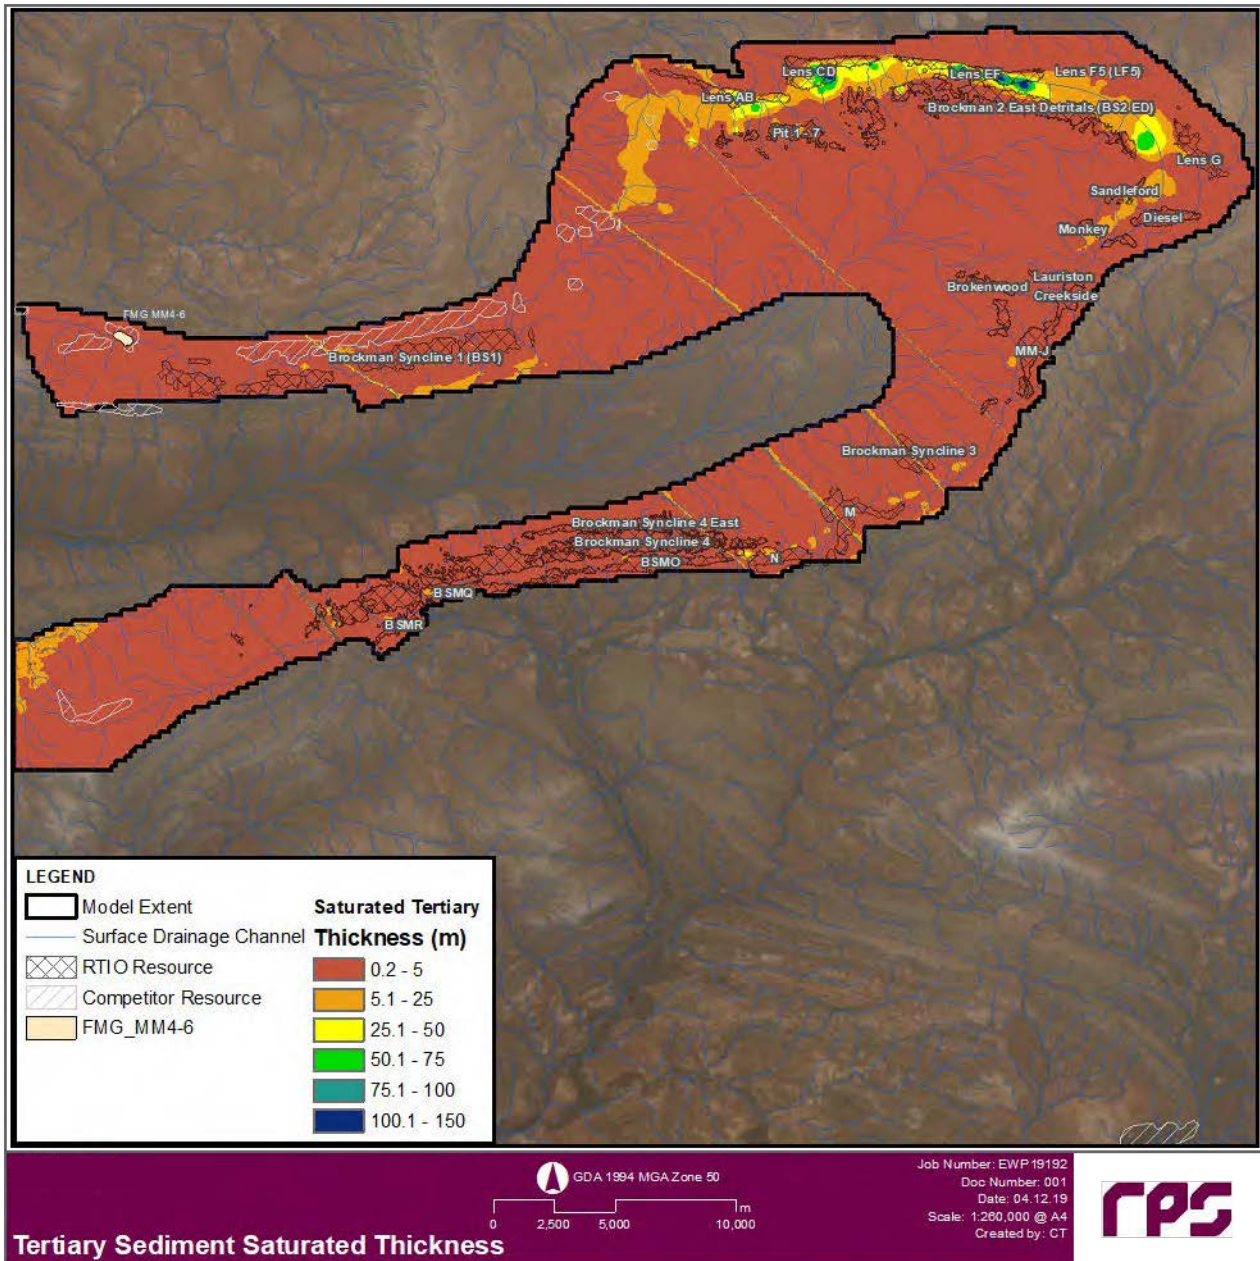 Lens CD
Lens EF
Lens F5 (LF5)
Lens AB
Brockman 2 East Detritals (BS2 ED)
Pit 1 - 7
Lens G
Sandleford
Diesel
Monkey
Lauriston
Brokenwood
Creekside
FMG MM4-6
MM-J
Brockman Syncline 1 (BS1)
Brockman Syncline 3
M
Brockman Syncline 4 East
Brockman Syncline 4
N
BSMO
BSMQ
BSMR
LEGEND
Model Extent
Surface Drainage Channel
RTIO Resource
Competitor Resource
FMG_MM4-6
Saturated Tertiary
Thickness (m)
0.2 - 5
5.1 - 25
25.1 - 50
50.1 - 75
75.1 - 100
100.1 - 150
GDA 1994 MGA Zone 50
m
0 2,500 5,000 10,000
Tertiary Sediment Saturated Thickness
Job Number: EWP19192
Doc Number: 001
Date: 04.12.19
Scale: 1:260,000 @ A4
Created by: CT
rps